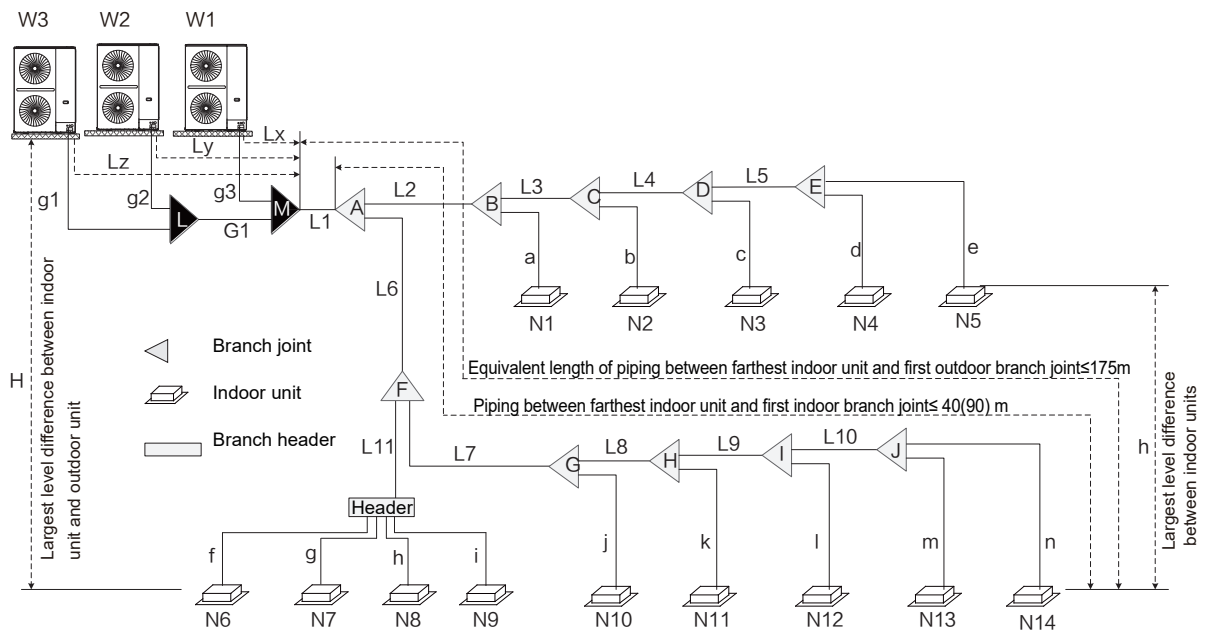 W3 W2 W1
Lx
Ly
Lz
g1 g2 g3
L M A
G1 L1
L2 B L3 C L4 D L5 E
a b c d e
N1 N2 N3 N4 N5
L6
Branch joint
Indoor unit
Branch header
H
Largest level difference between indoor
unit and outdoor unit
Equivalent length of piping between farthest indoor unit and first outdoor branch joint≤175m
Piping between farthest indoor unit and first indoor branch joint≤ 40(90) m
F
L11 L7 G L8 H L9 I L10 J
Header
f g h i j k l m n
N6 N7 N8 N9 N10 N11 N12 N13 N14
h
Largest level difference
between indoor units